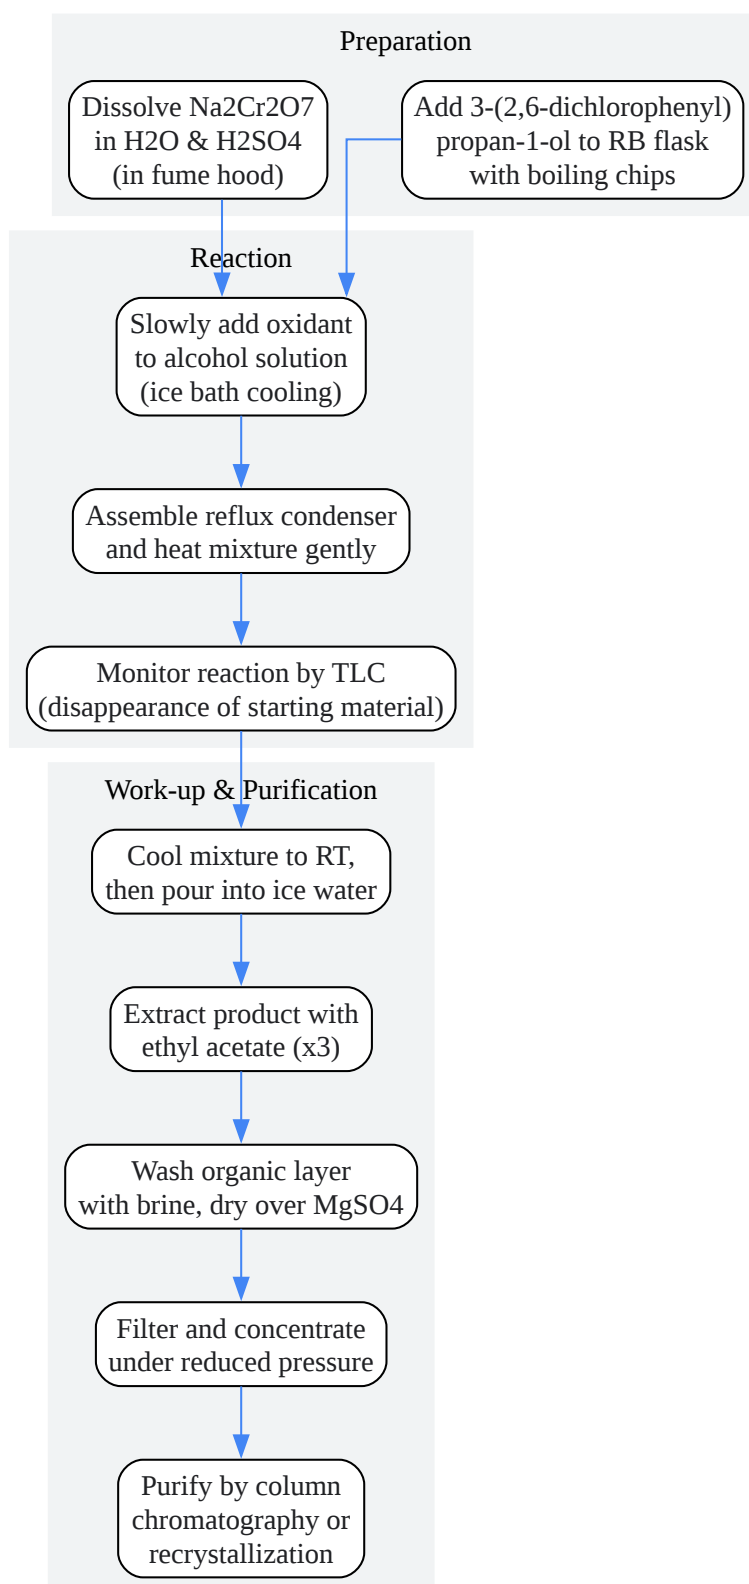 Preparation
Dissolve Na2Cr2O7
in H2O & H2SO4
(in fume hood)
Add 3-(2,6-dichlorophenyl)
propan-1-ol to RB flask
with boiling chips
Reaction
Slowly add oxidant
to alcohol solution
(ice bath cooling)
Assemble reflux condenser
and heat mixture gently
Monitor reaction by TLC
(disappearance of starting material)
Work-up & Purification
Cool mixture to RT,
then pour into ice water
Extract product with
ethyl acetate (x3)
Wash organic layer
with brine, dry over MgSO4
Filter and concentrate
under reduced pressure
Purify by column
chromatography or
recrystallization